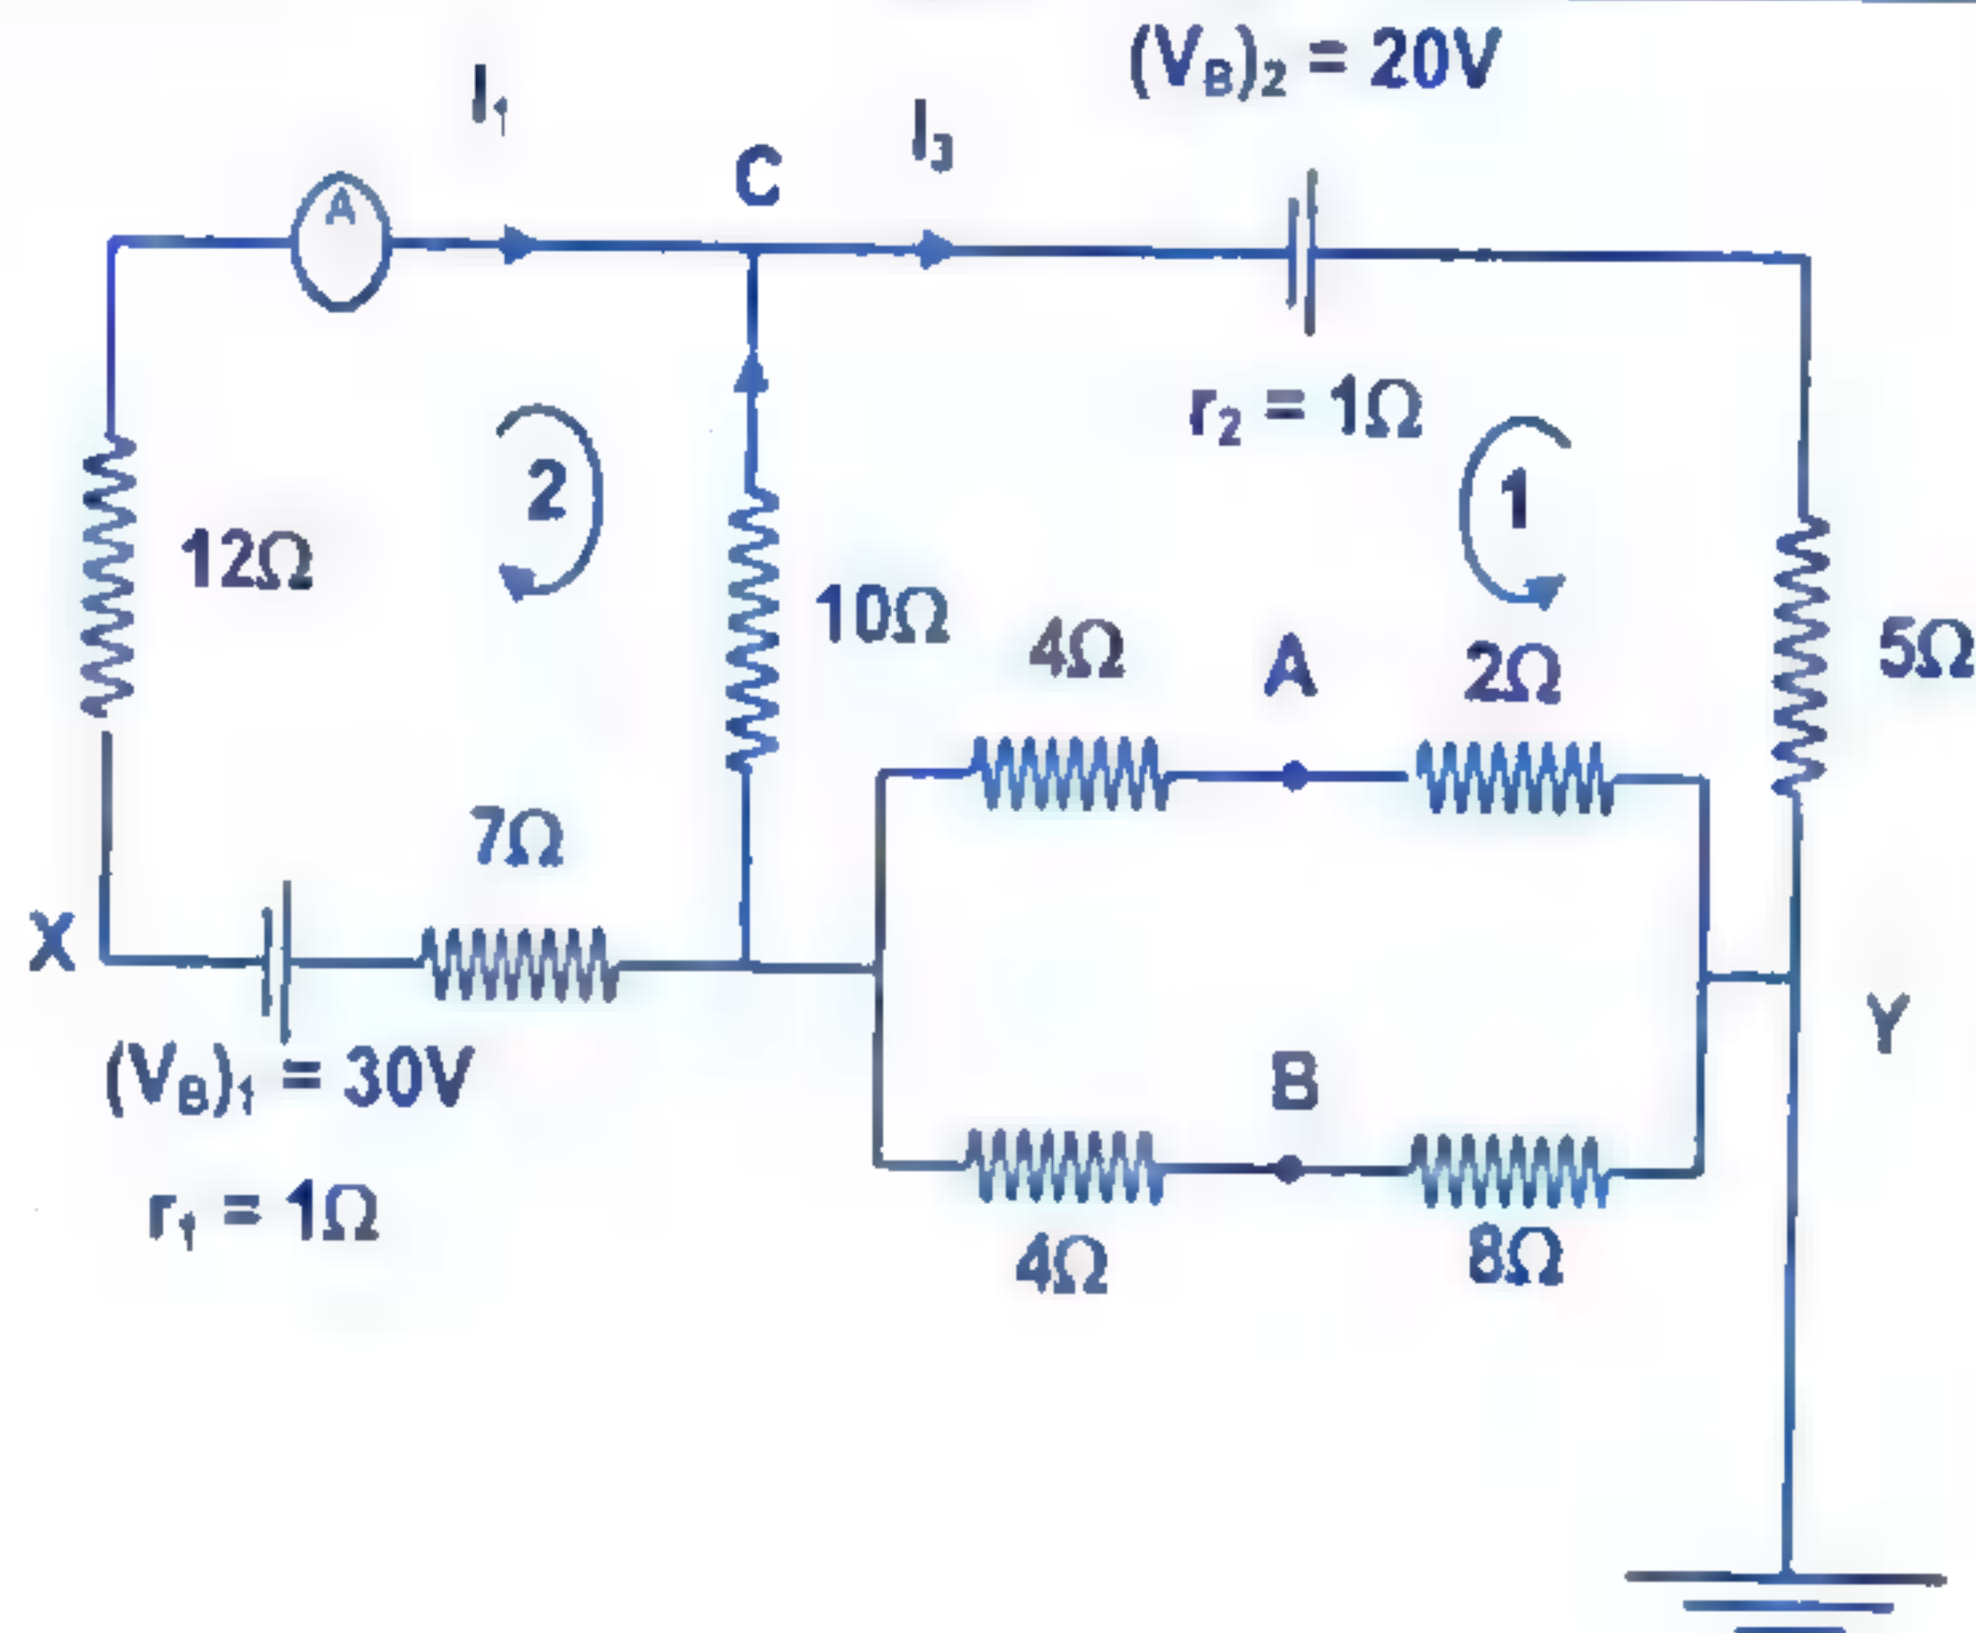 (V_B)₂ = 20V
I₁
I₃
C
A
r₂ = 1Ω
2
1
12Ω
10Ω
4Ω
A
2Ω
5Ω
7Ω
X
Y
(V_B)₁ = 30V
B
r₁ = 1Ω
4Ω
8Ω